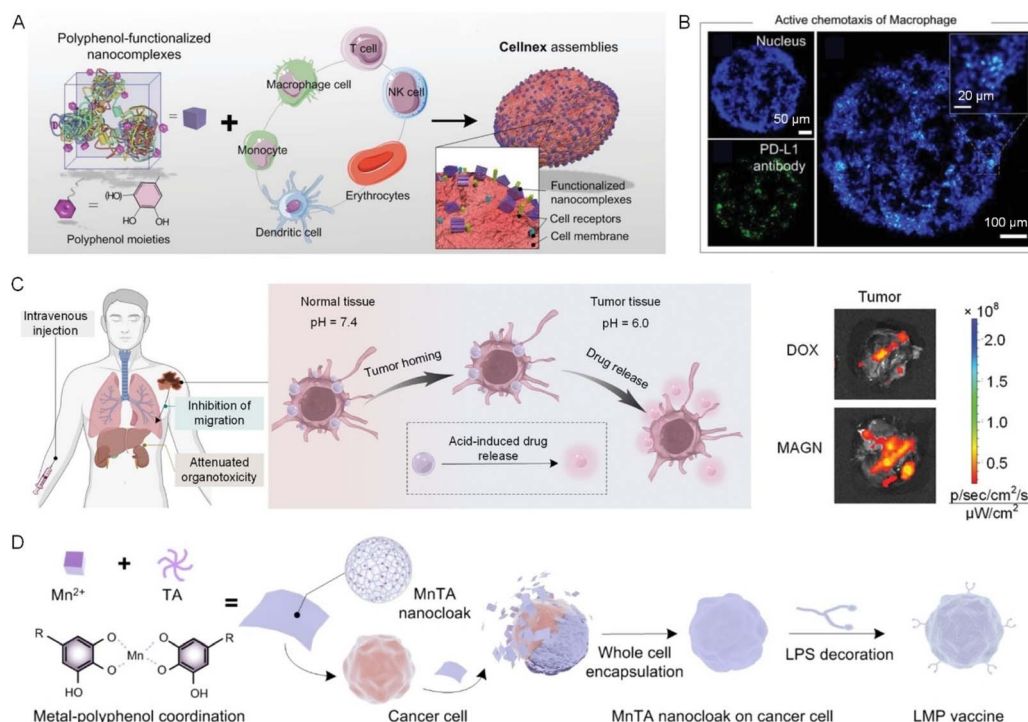 A
Polyphenol-functionalized
nanocomplexes
=
+
(HO)
HO
OH
=
Polyphenol moieties
T cell
Macrophage cell
NK cell
Monocyte
Erythrocytes
Dendritic cell
Cellnex assemblies
Functionalized
nanocomplexes
Cell receptors
Cell membrane
B
Active chemotaxis of Macrophage
Nucleus
50 µm
PD-L1
antibody
20 µm
100 µm
C
Intravenous
injection
Inhibition of
migration
Attenuated
organotoxicity
Normal tissue
pH = 7.4
Tumor homing
Tumor tissue
pH = 6.0
Drug release
Acid-induced drug
release
Tumor
DOX
MAGN
× 10⁸
2.0
1.5
1.0
0.5
p/sec/cm²/s
µW/cm²
D
+
Mn²⁺
TA
=
R
O
O
Mn
O
O
R
HO
OH
Metal-polyphenol coordination
MnTA
nanocloak
Cancer cell
Whole cell
encapsulation
MnTA nanocloak on cancer cell
LPS decoration
LMP vaccine